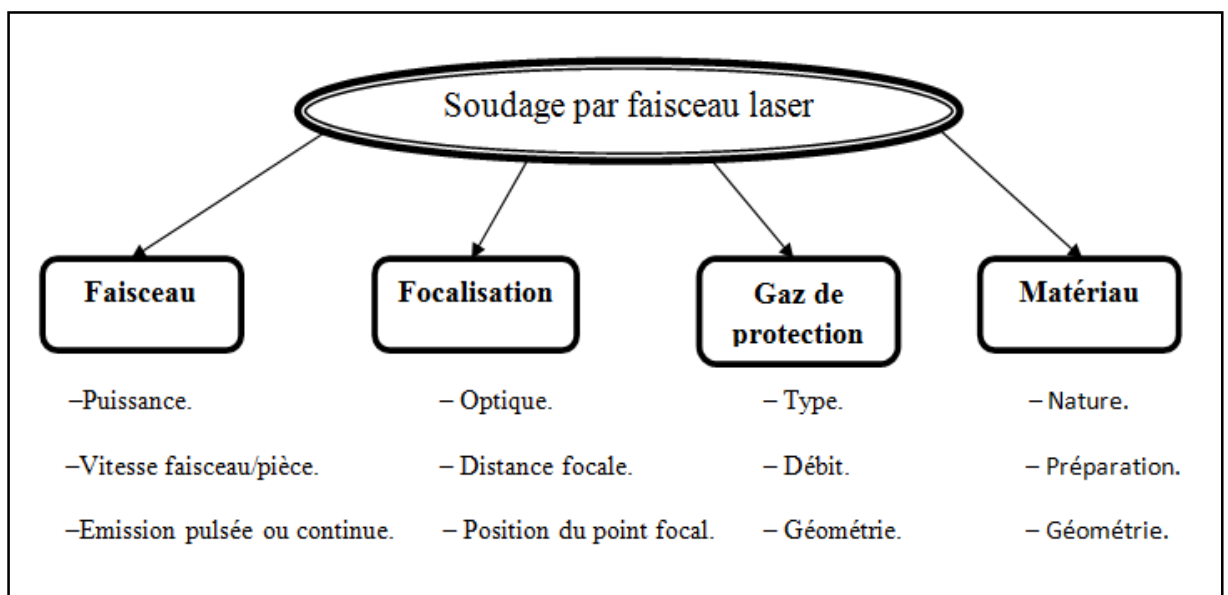 Soudage par faisceau laser
Faisceau
–Puissance.
–Vitesse faisceau/pièce.
–Emission pulsée ou continue.
Focalisation
– Optique.
– Distance focale.
– Position du point focal.
Gaz de
protection
– Type.
– Débit.
– Géométrie.
Matériau
– Nature.
– Préparation.
– Géométrie.